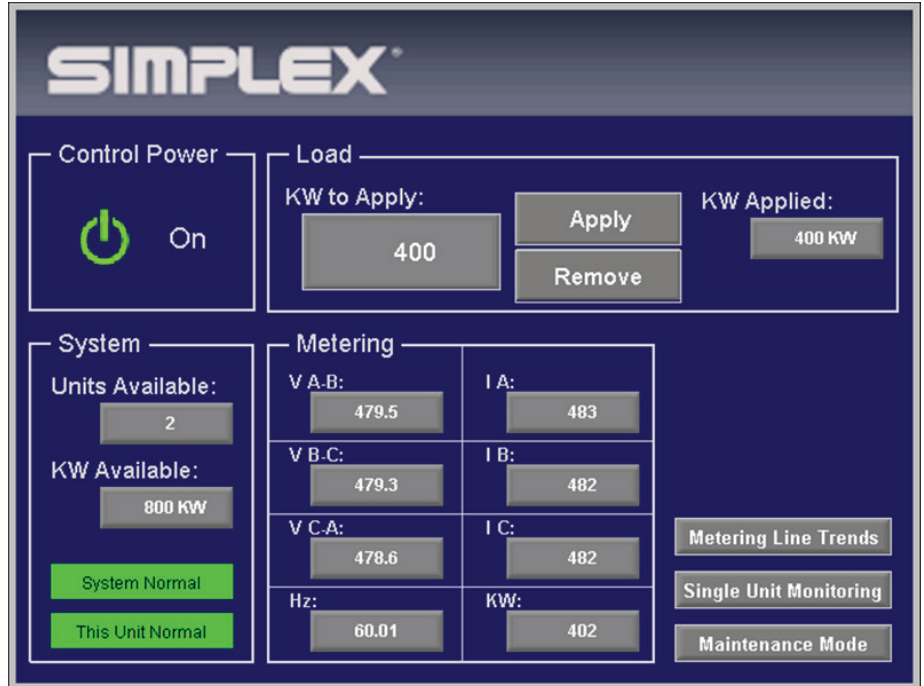 SIMPLEX®
Control Power
On
Load
KW to Apply:
400
Apply
Remove
KW Applied:
400 KW
System
Units Available:
2
KW Available:
800 KW
System Normal
This Unit Normal
Metering
V A-B:
479.5
I A:
483
V B-C:
479.3
I B:
482
V C-A:
478.6
I C:
482
Hz:
60.01
KW:
402
Metering Line Trends
Single Unit Monitoring
Maintenance Mode